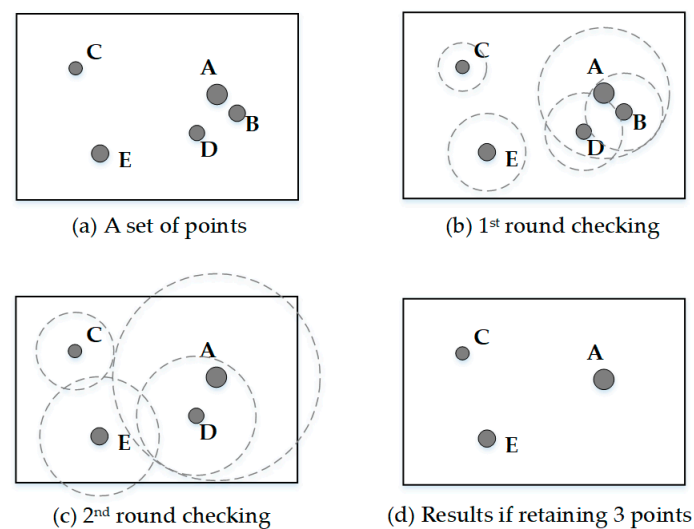 C
A
B
D
E
(a) A set of points
C
A
B
D
E
(b) 1st round checking
C
A
D
E
(c) 2nd round checking
C
A
E
(d) Results if retaining 3 points